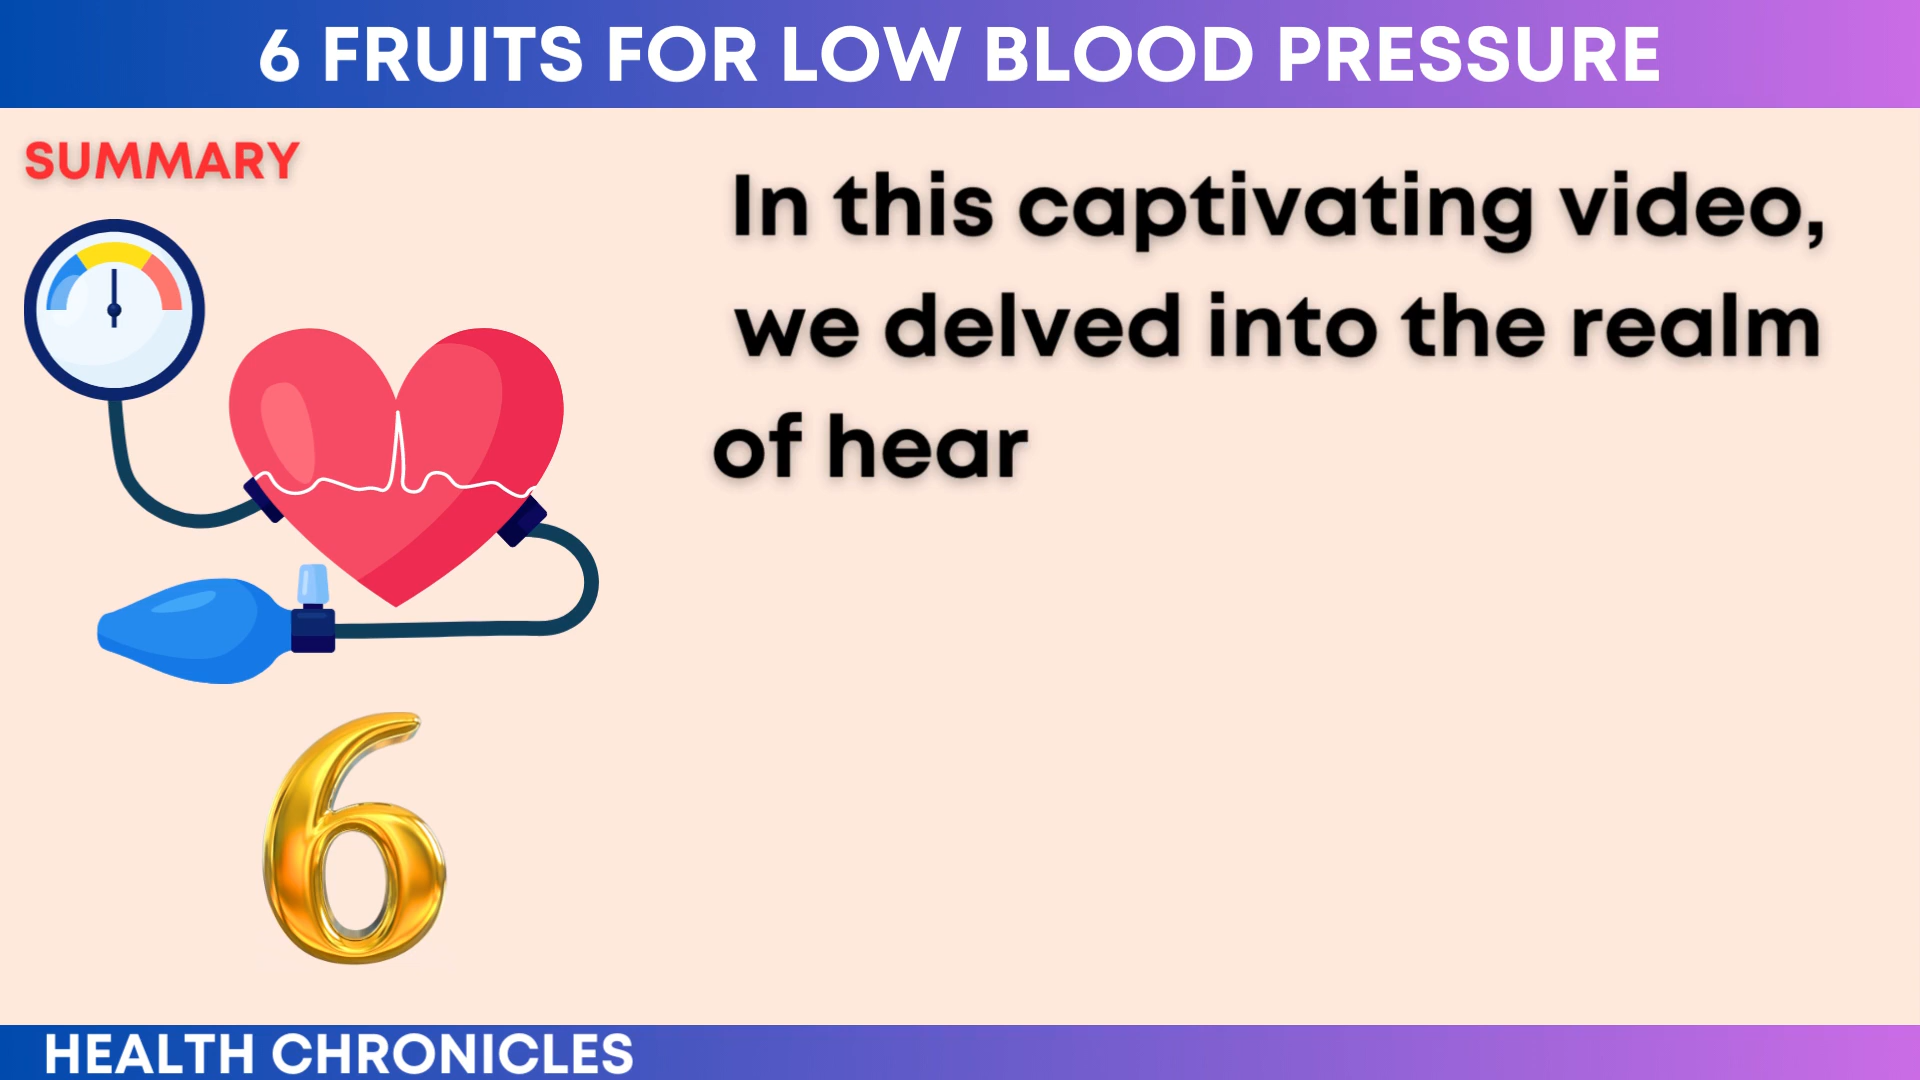 6 FRUITS FOR LOW BLOOD PRESSURE
SUMMARY
In this captivating video,
we delved into the realm
of hear
6
HEALTH CHRONICLES